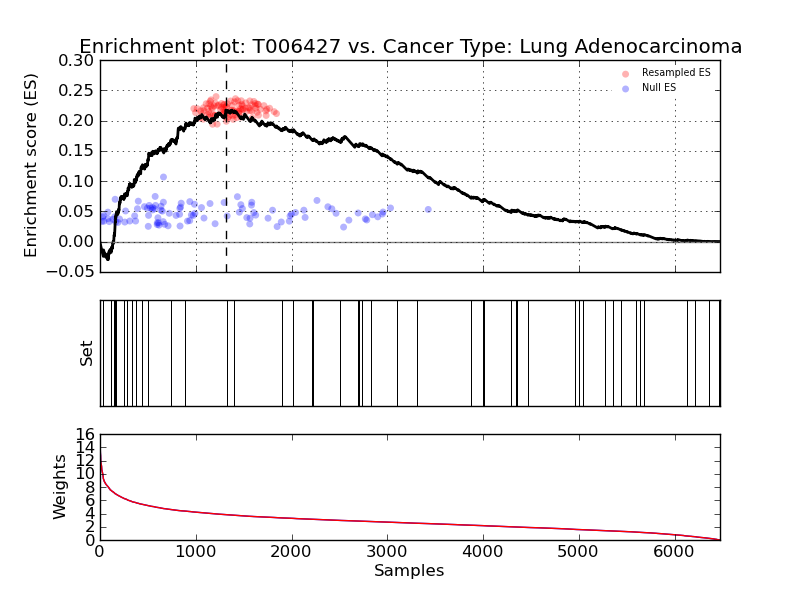 Enrichment plot: T006427 vs. Cancer Type: Lung Adenocarcinoma
0.30
0.25
0.20
0.15
0.10
0.05
0.00
−0.05
Enrichment score (ES)
Resampled ES
Null ES
Set
16
14
12
10
8
6
4
2
0
Weights
0 1000 2000 3000 4000 5000 6000
Samples